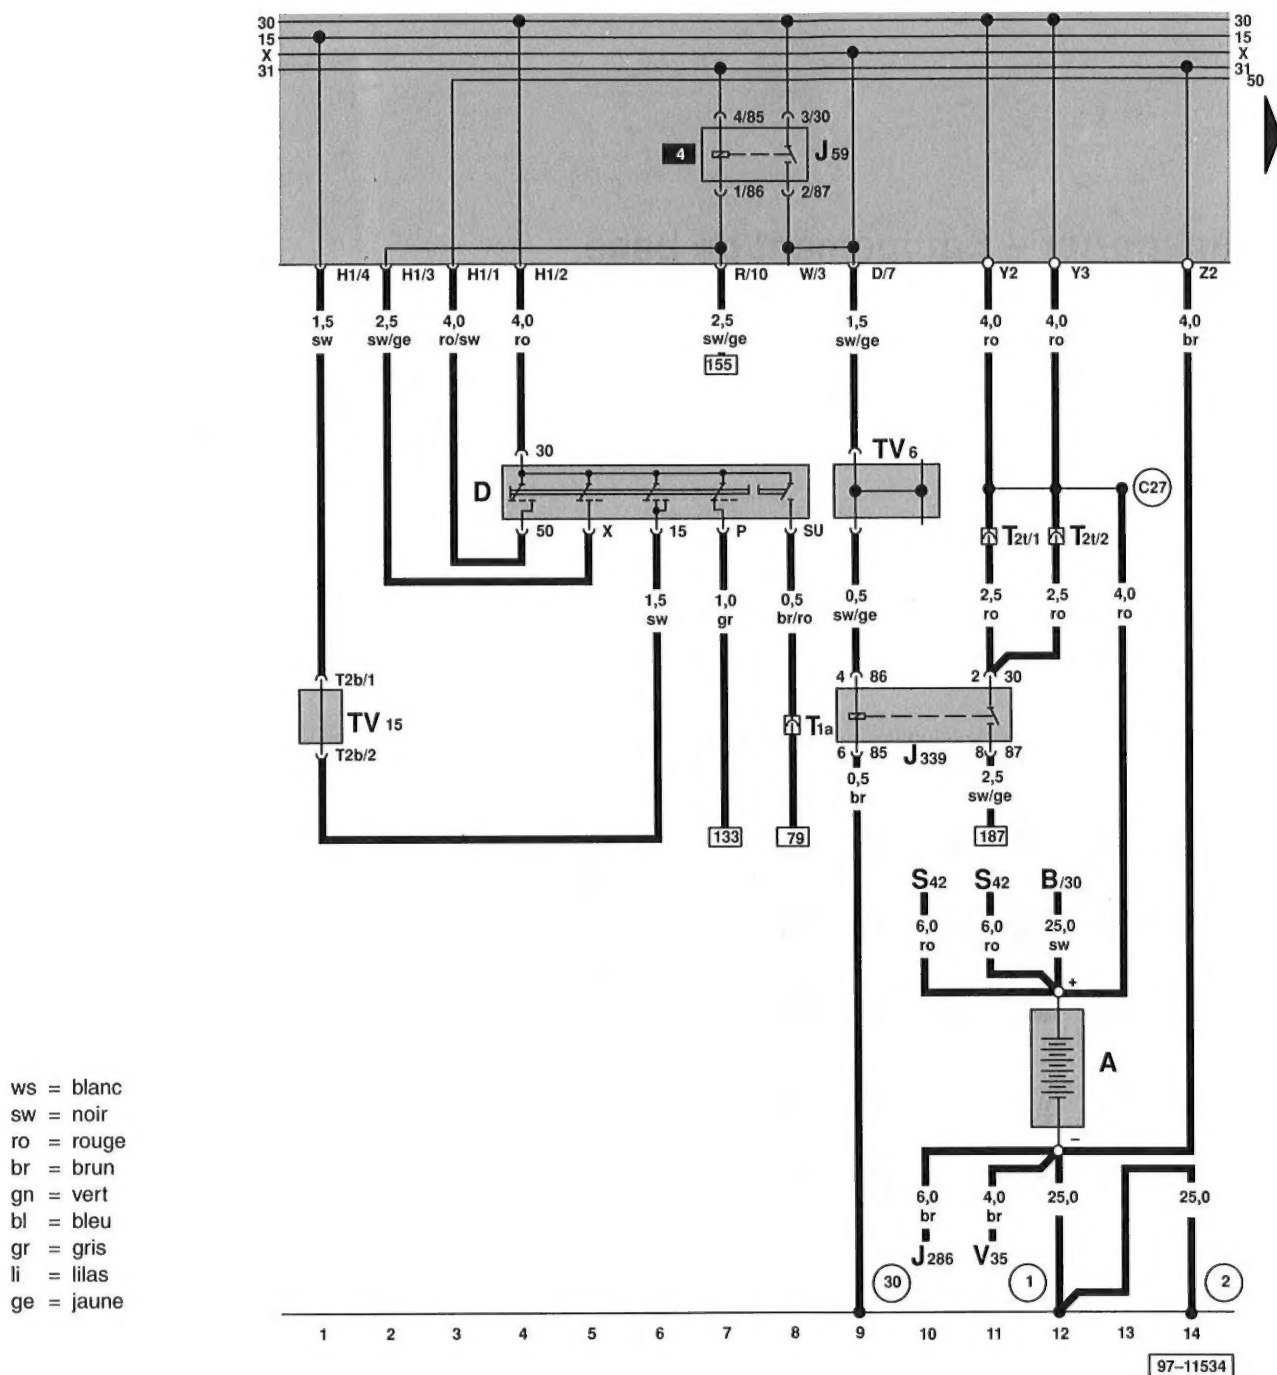 30 30
15 15
X X
31 31
50
4/85 3/30
4 J 59
1/86 2/87
H1/4 H1/3 H1/1 H1/2 R/10 W/3 D/7 Y2 Y3 Z2
1,5 2,5 4,0 4,0 2,5 1,5 4,0 4,0 4,0
sw sw/ge ro/sw ro sw/ge sw/ge ro ro br
155
30 TV 6
D C27
50 X 15 P SU T2t/1 T2t/2
1,5 1,0 0,5 0,5 2,5 2,5 4,0
sw gr br/ro sw/ge ro ro ro
T2b/1 4 86 2 30
TV 15 T1a
T2b/2 6 85 J 339 8 87
0,5 2,5
br sw/ge
133 79 187
S42 S42 B/30
6,0 6,0 25,0
ro ro sw
+
A
−
6,0 4,0 25,0 25,0
br br
J286 V35
30 1 2
ws = blanc
sw = noir
ro = rouge
br = brun
gn = vert
bl = bleu
gr = gris
li = lilas
ge = jaune
1 2 3 4 5 6 7 8 9 10 11 12 13 14
97–11534